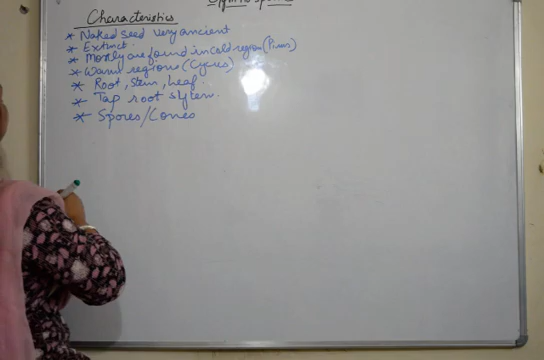 Characteristics
* Naked seed very ancient
* Extinct.
* Mostly are found in cold region (Pinus)
* Warm regions (Cycus)
* Root, Stem, Leaf.
* Tap root system.
* Spores/Cones